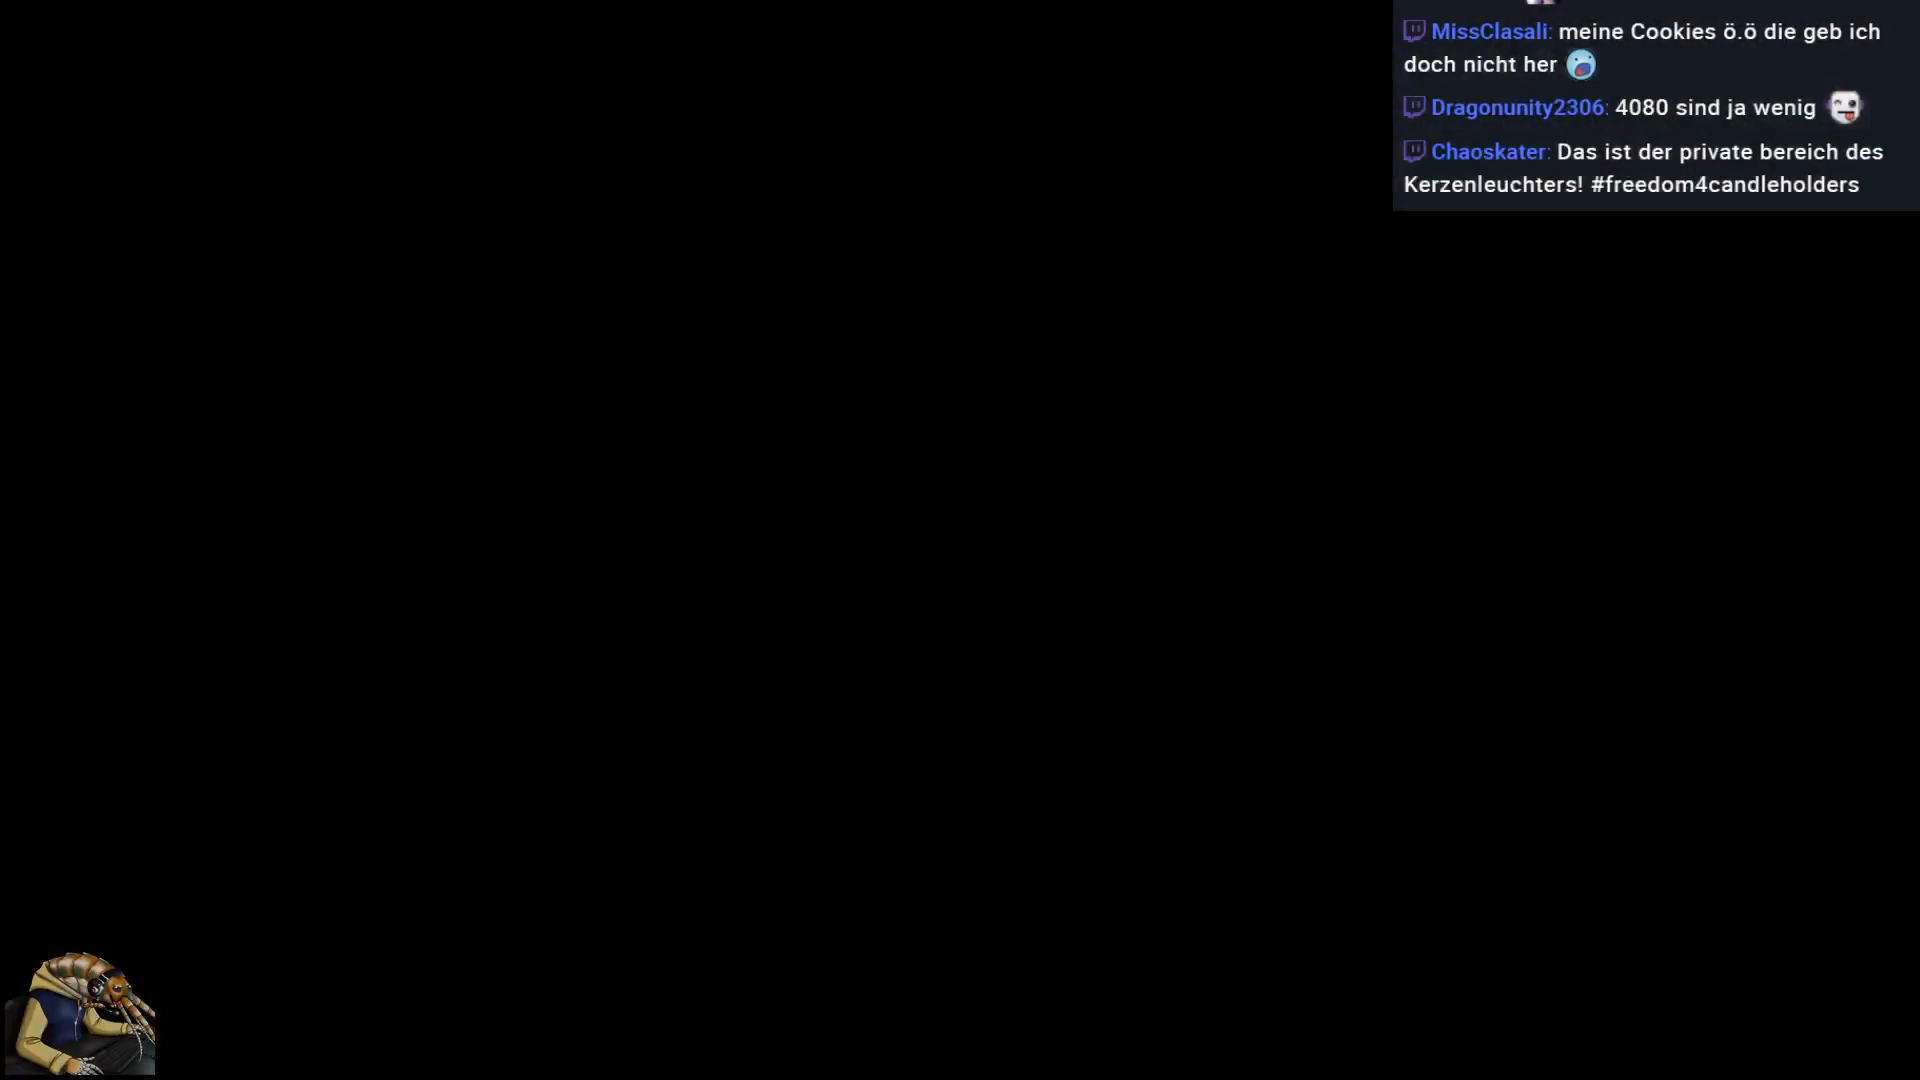 MissClasali: meine Cookies ö.ö die geb ich
doch nicht her
Dragonunity2306: 4080 sind ja wenig
Chaoskater: Das ist der private bereich des
Kerzenleuchters! #freedom4candleholders